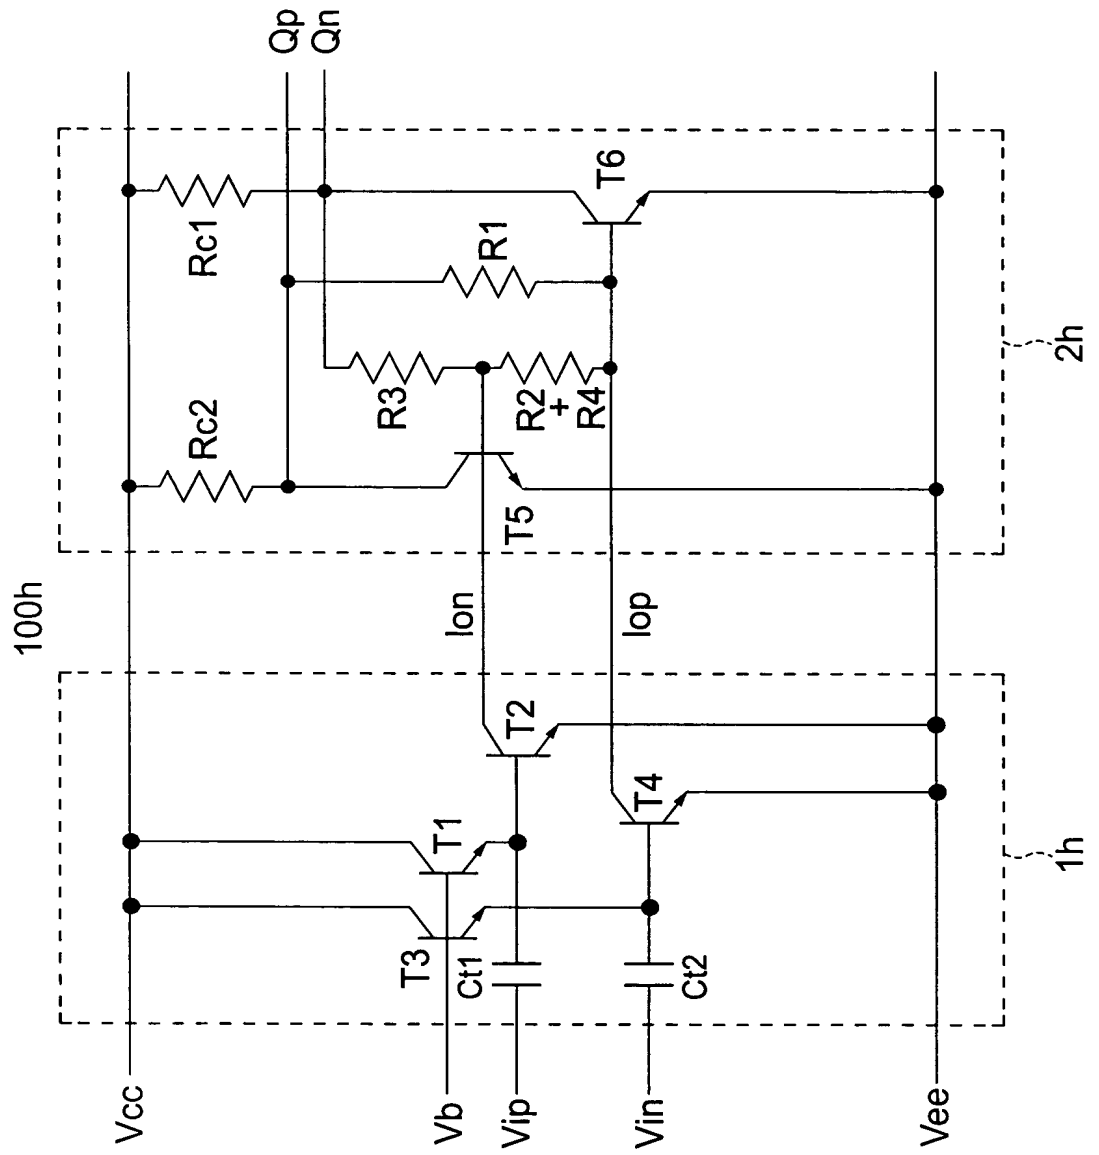 100h
Qp
Qn
Rc2
Rc1
R3
R1
R2
+
R4
T6
T5
Ion
Iop
T2
T1
T4
T3
Ct1
Ct2
2h
1h
Vcc
Vb
Vip
Vin
Vee